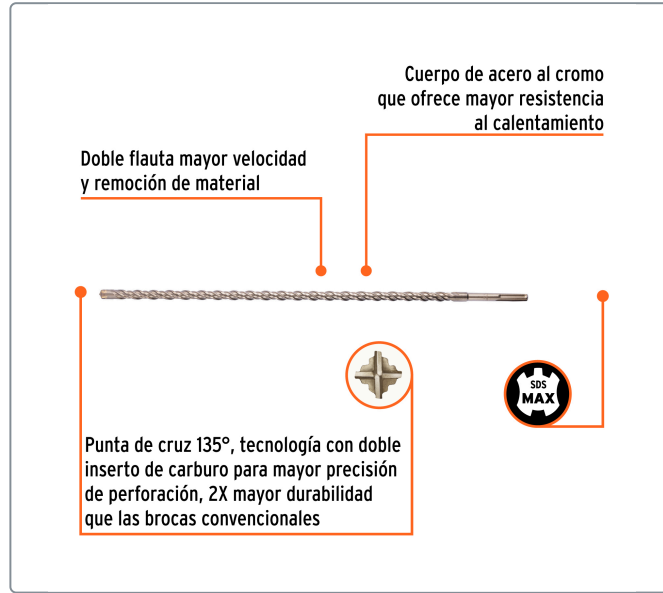 Cuerpo de acero al cromo
que ofrece mayor resistencia
al calentamiento
Doble flauta mayor velocidad
y remoción de material
SDS
MAX
Punta de cruz 135°, tecnología con doble
inserto de carburo para mayor precisión
de perforación, 2X mayor durabilidad
que las brocas convencionales